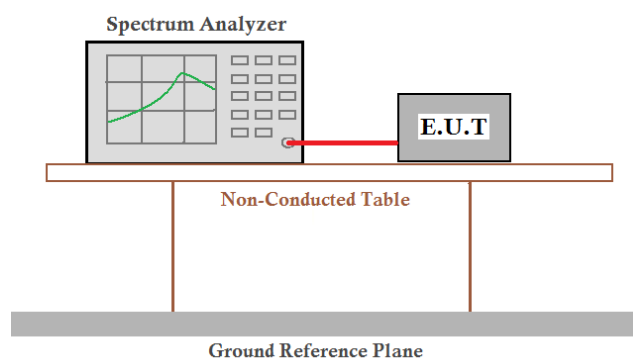 Spectrum Analyzer
E.U.T
Non-Conducted Table
Ground Reference Plane